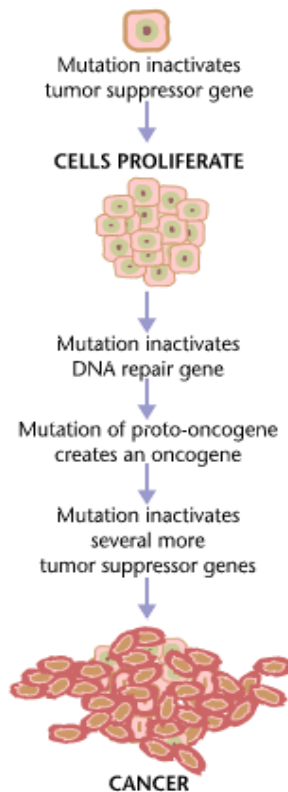 Mutation inactivates
tumor suppressor gene
CELLS PROLIFERATE
Mutation inactivates
DNA repair gene
Mutation of proto-oncogene
creates an oncogene
Mutation inactivates
several more
tumor suppressor genes
CANCER